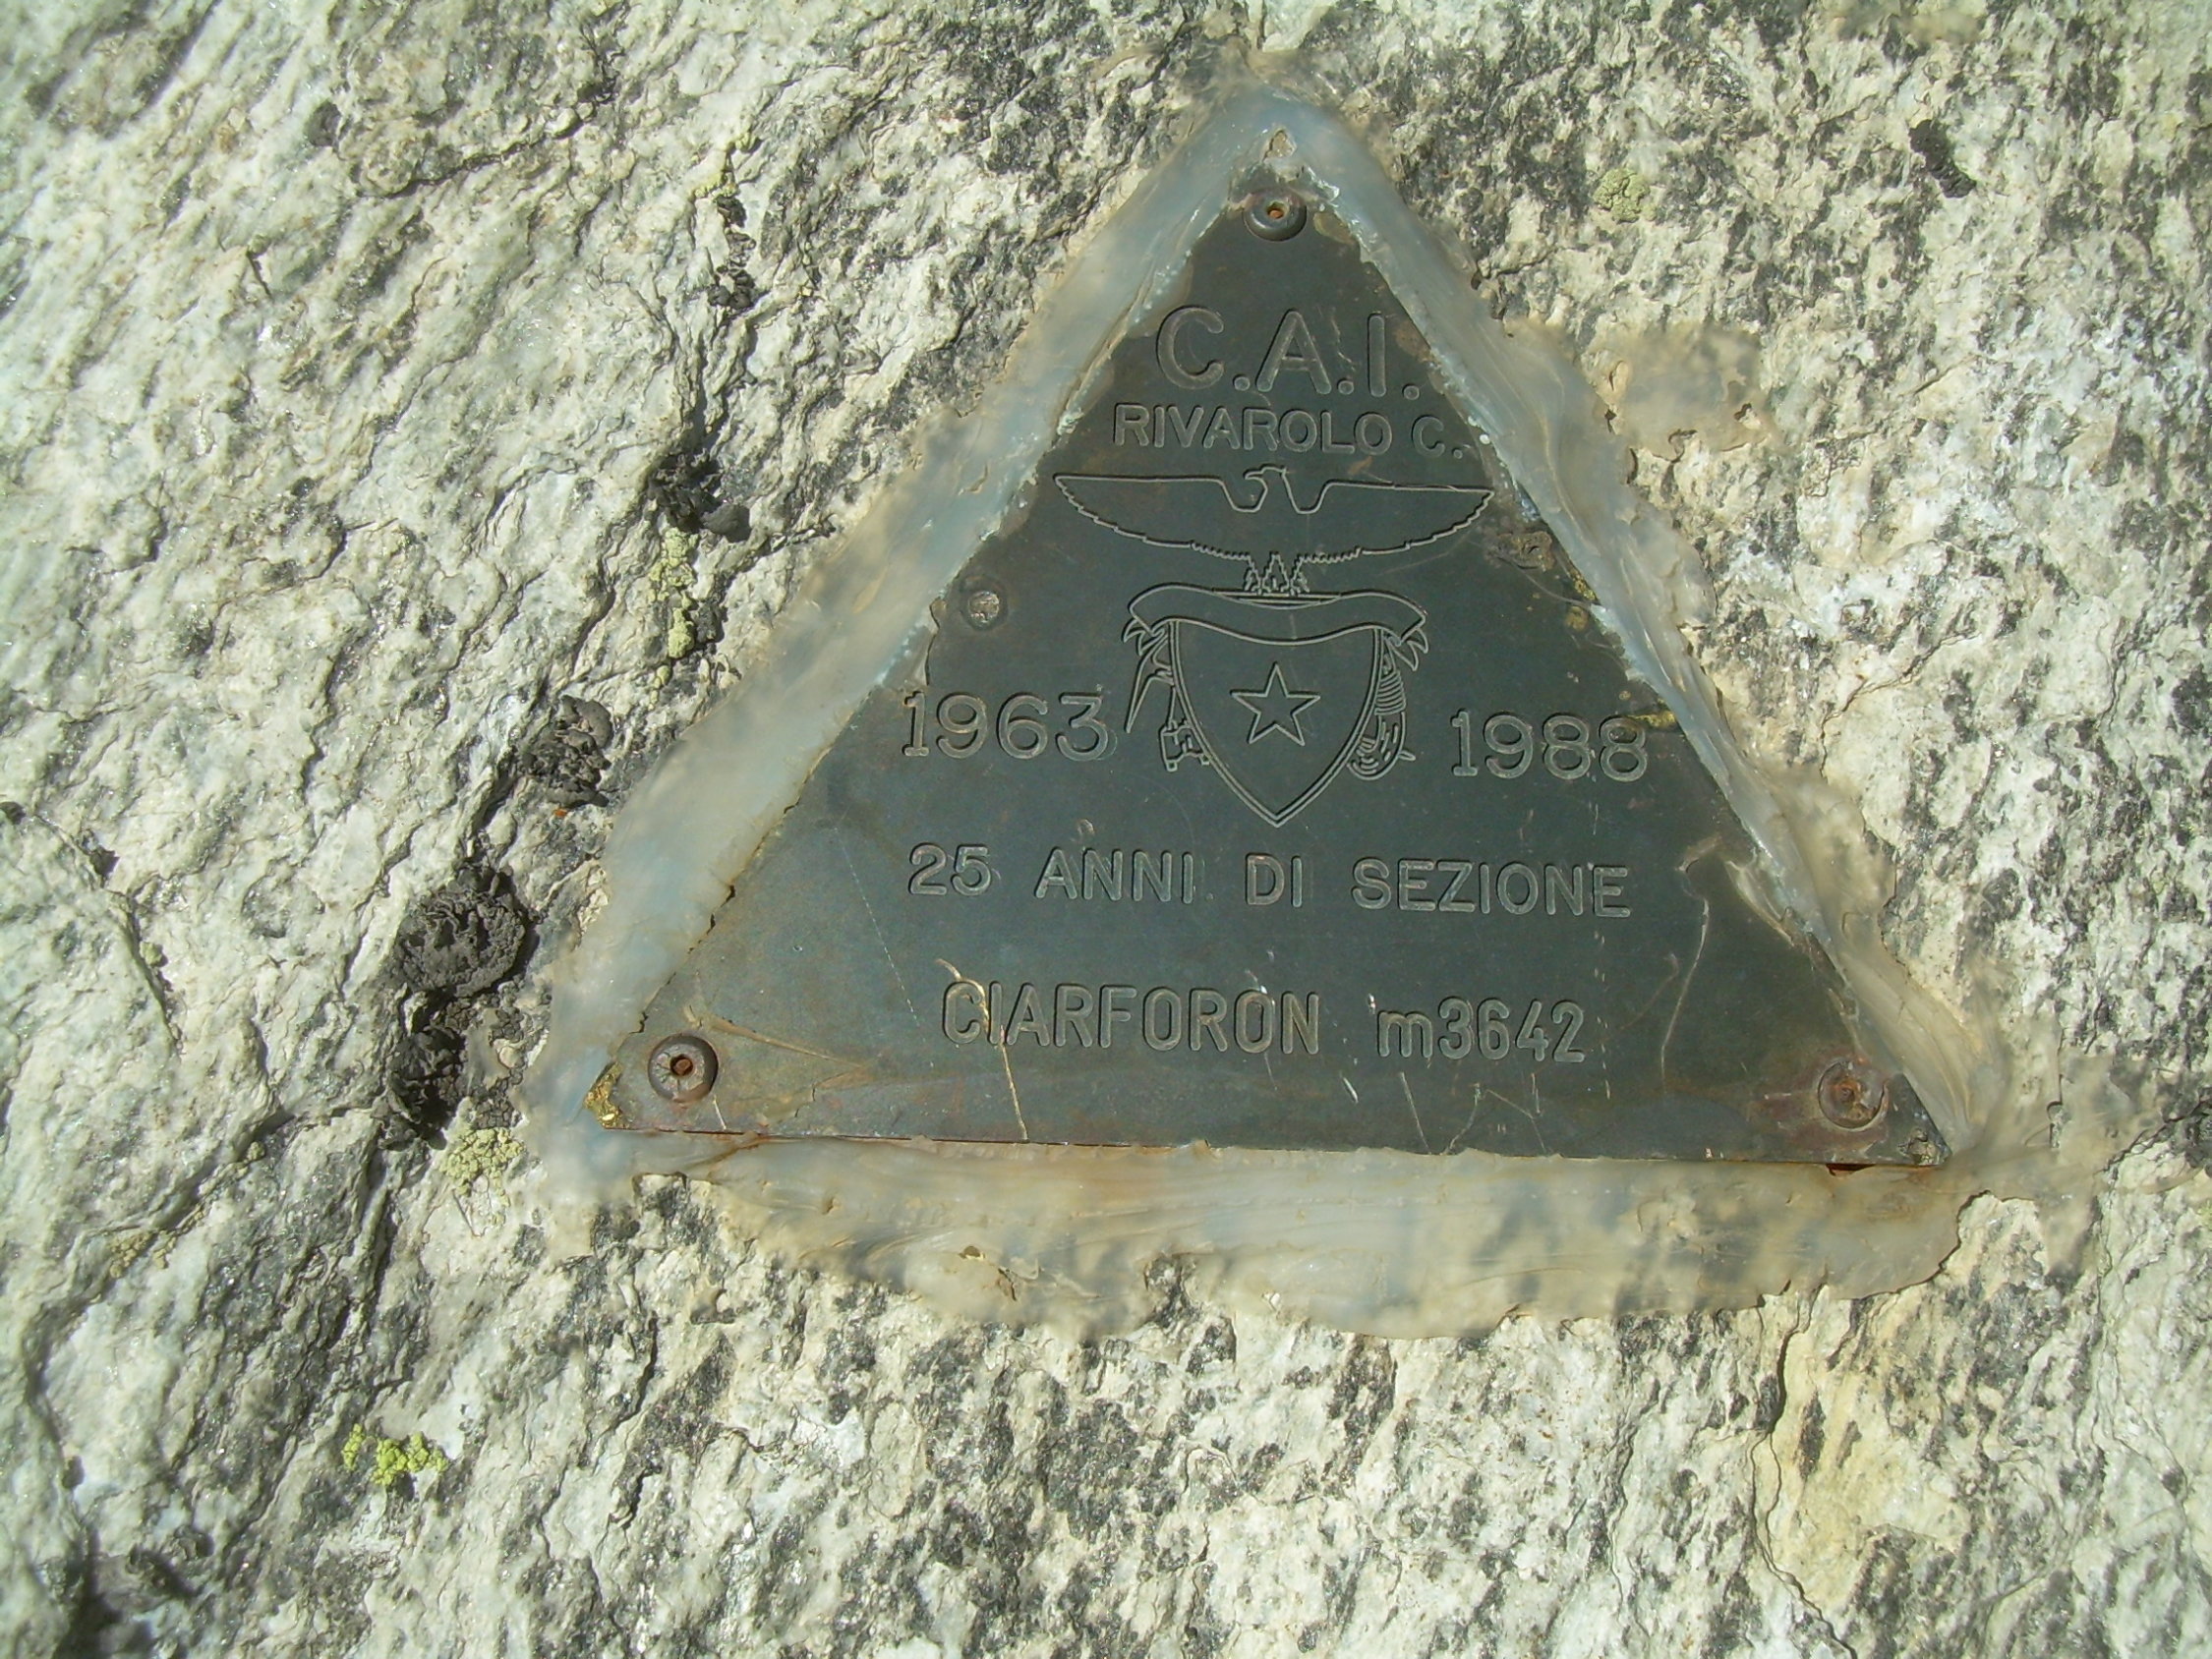 C.A.I.
RIVAROLO C.
1963 1988
25 ANNI DI SEZIONE
CIARFORON m3642